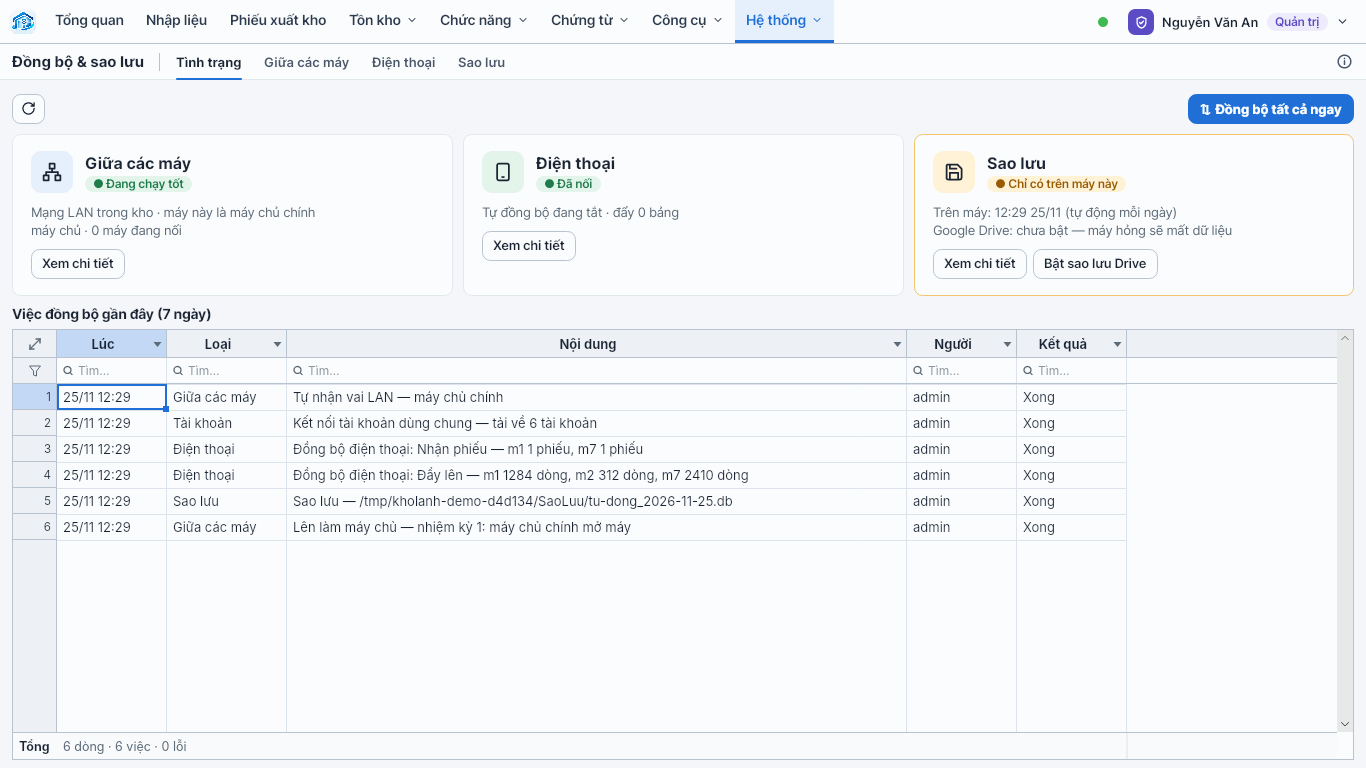 Tổng quan Nhập liệu Phiếu xuất kho Tồn kho Chức năng Chứng từ Công cụ Hệ thống Nguyễn Văn An Quản trị
Đồng bộ & sao lưu Tình trạng Giữa các máy Điện thoại Sao lưu
Đồng bộ tất cả ngay
Giữa các máy
Đang chạy tốt
Mạng LAN trong kho · máy này là máy chủ chính
máy chủ · 0 máy đang nối
Xem chi tiết
Điện thoại
Đã nối
Tự đồng bộ đang tắt · đẩy 0 bảng
Xem chi tiết
Sao lưu
Chỉ có trên máy này
Trên máy: 12:29 25/11 (tự động mỗi ngày)
Google Drive: chưa bật — máy hỏng sẽ mất dữ liệu
Xem chi tiết Bật sao lưu Drive
Việc đồng bộ gần đây (7 ngày)
Lúc Loại Nội dung Người Kết quả
Tìm... Tìm... Tìm... Tìm... Tìm...
1 25/11 12:29 Giữa các máy Tự nhận vai LAN — máy chủ chính admin Xong
2 25/11 12:29 Tài khoản Kết nối tài khoản dùng chung — tải về 6 tài khoản admin Xong
3 25/11 12:29 Điện thoại Đồng bộ điện thoại: Nhận phiếu — m1 1 phiếu, m7 1 phiếu admin Xong
4 25/11 12:29 Điện thoại Đồng bộ điện thoại: Đẩy lên — m1 1284 dòng, m2 312 dòng, m7 2410 dòng admin Xong
5 25/11 12:29 Sao lưu Sao lưu — /tmp/kholanh-demo-d4d134/SaoLuu/tu-dong_2026-11-25.db admin Xong
6 25/11 12:29 Giữa các máy Lên làm máy chủ — nhiệm kỳ 1: máy chủ chính mở máy admin Xong
Tổng 6 dòng · 6 việc · 0 lỗi